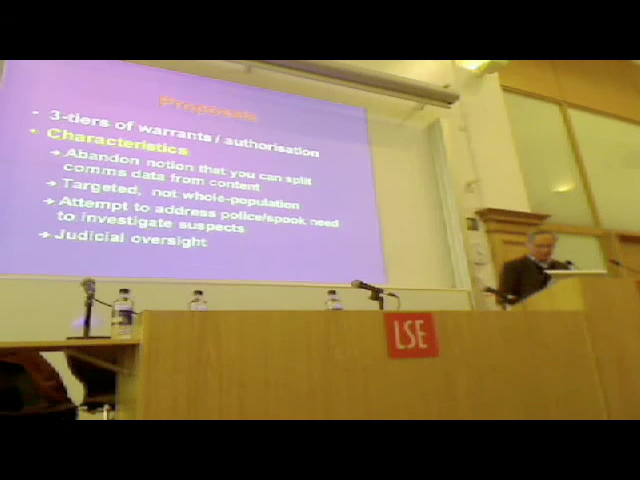 Proposals
• 3-tiers of warrants / authorisation
• Characteristics
→ Abandon notion that you can split
comms data from content
→ Targeted, not whole-population
→ Attempt to address police/spook need
to investigate suspects
→ Judicial oversight
LSE